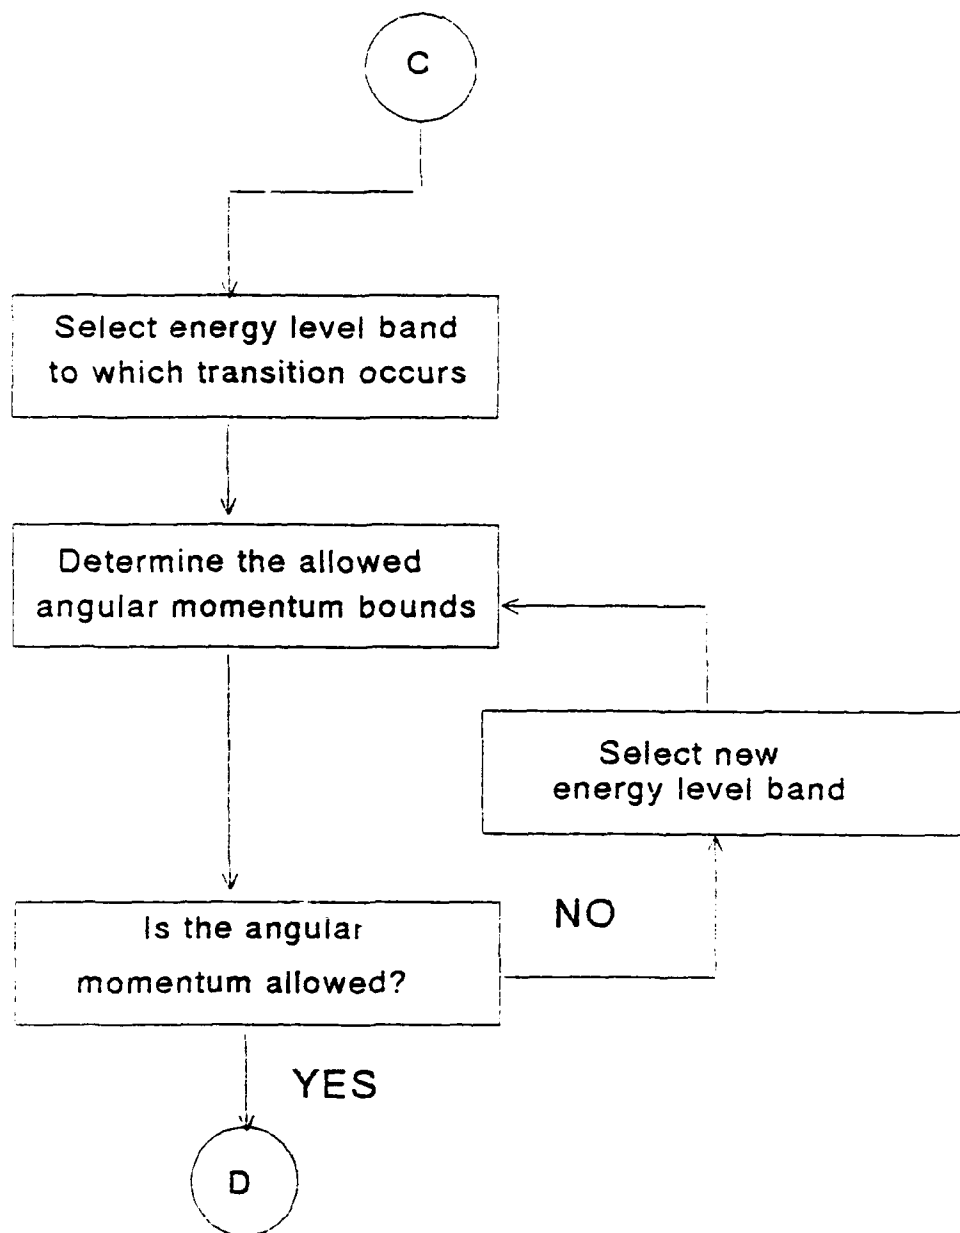 C
Select energy level band
to which transition occurs
Determine the allowed
angular momentum bounds
Select new
energy level band
Is the angular
momentum allowed?
NO
YES
D